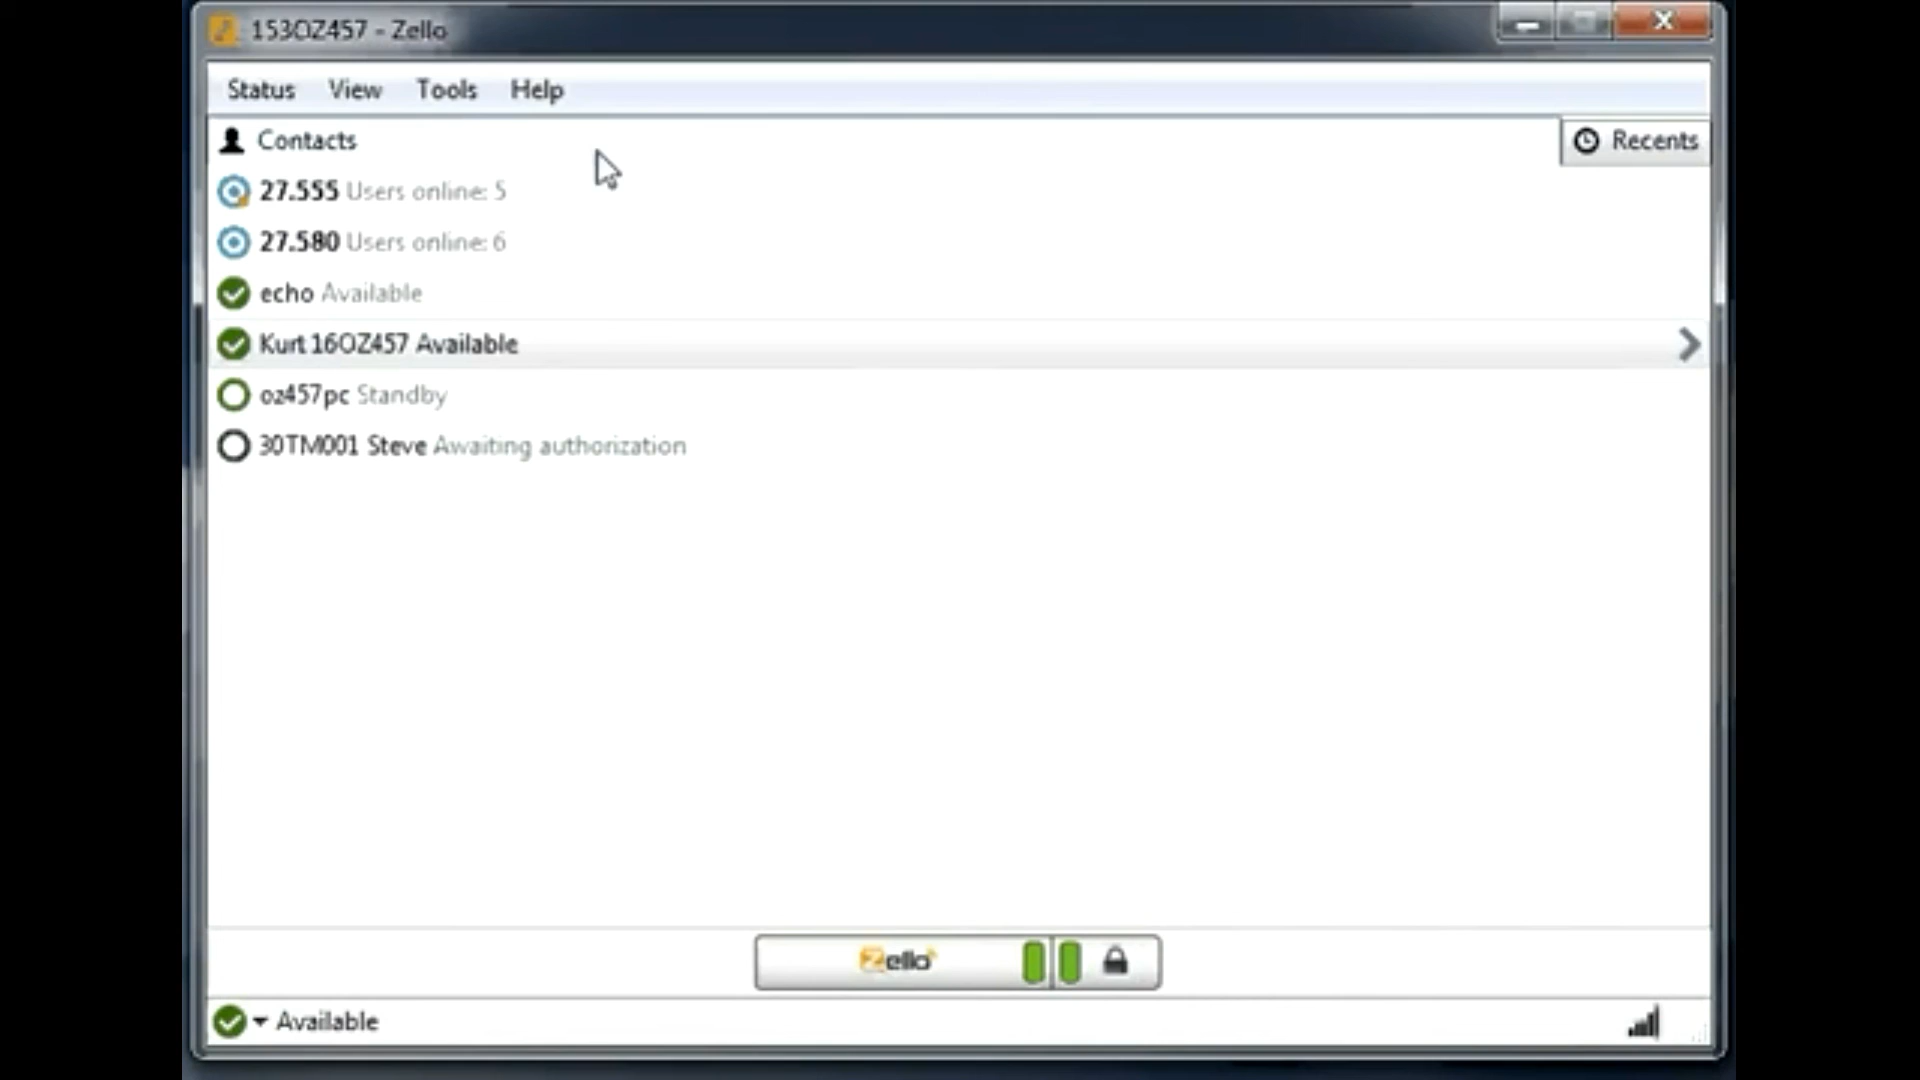 153OZ457 - Zello
Status View Tools Help
Contacts
Recents
27.555 Users online: 5
27.580 Users online: 6
echo Available
Kurt 16OZ457 Available
oz457pc Standby
30TM001 Steve Awaiting authorization
Zello
Available